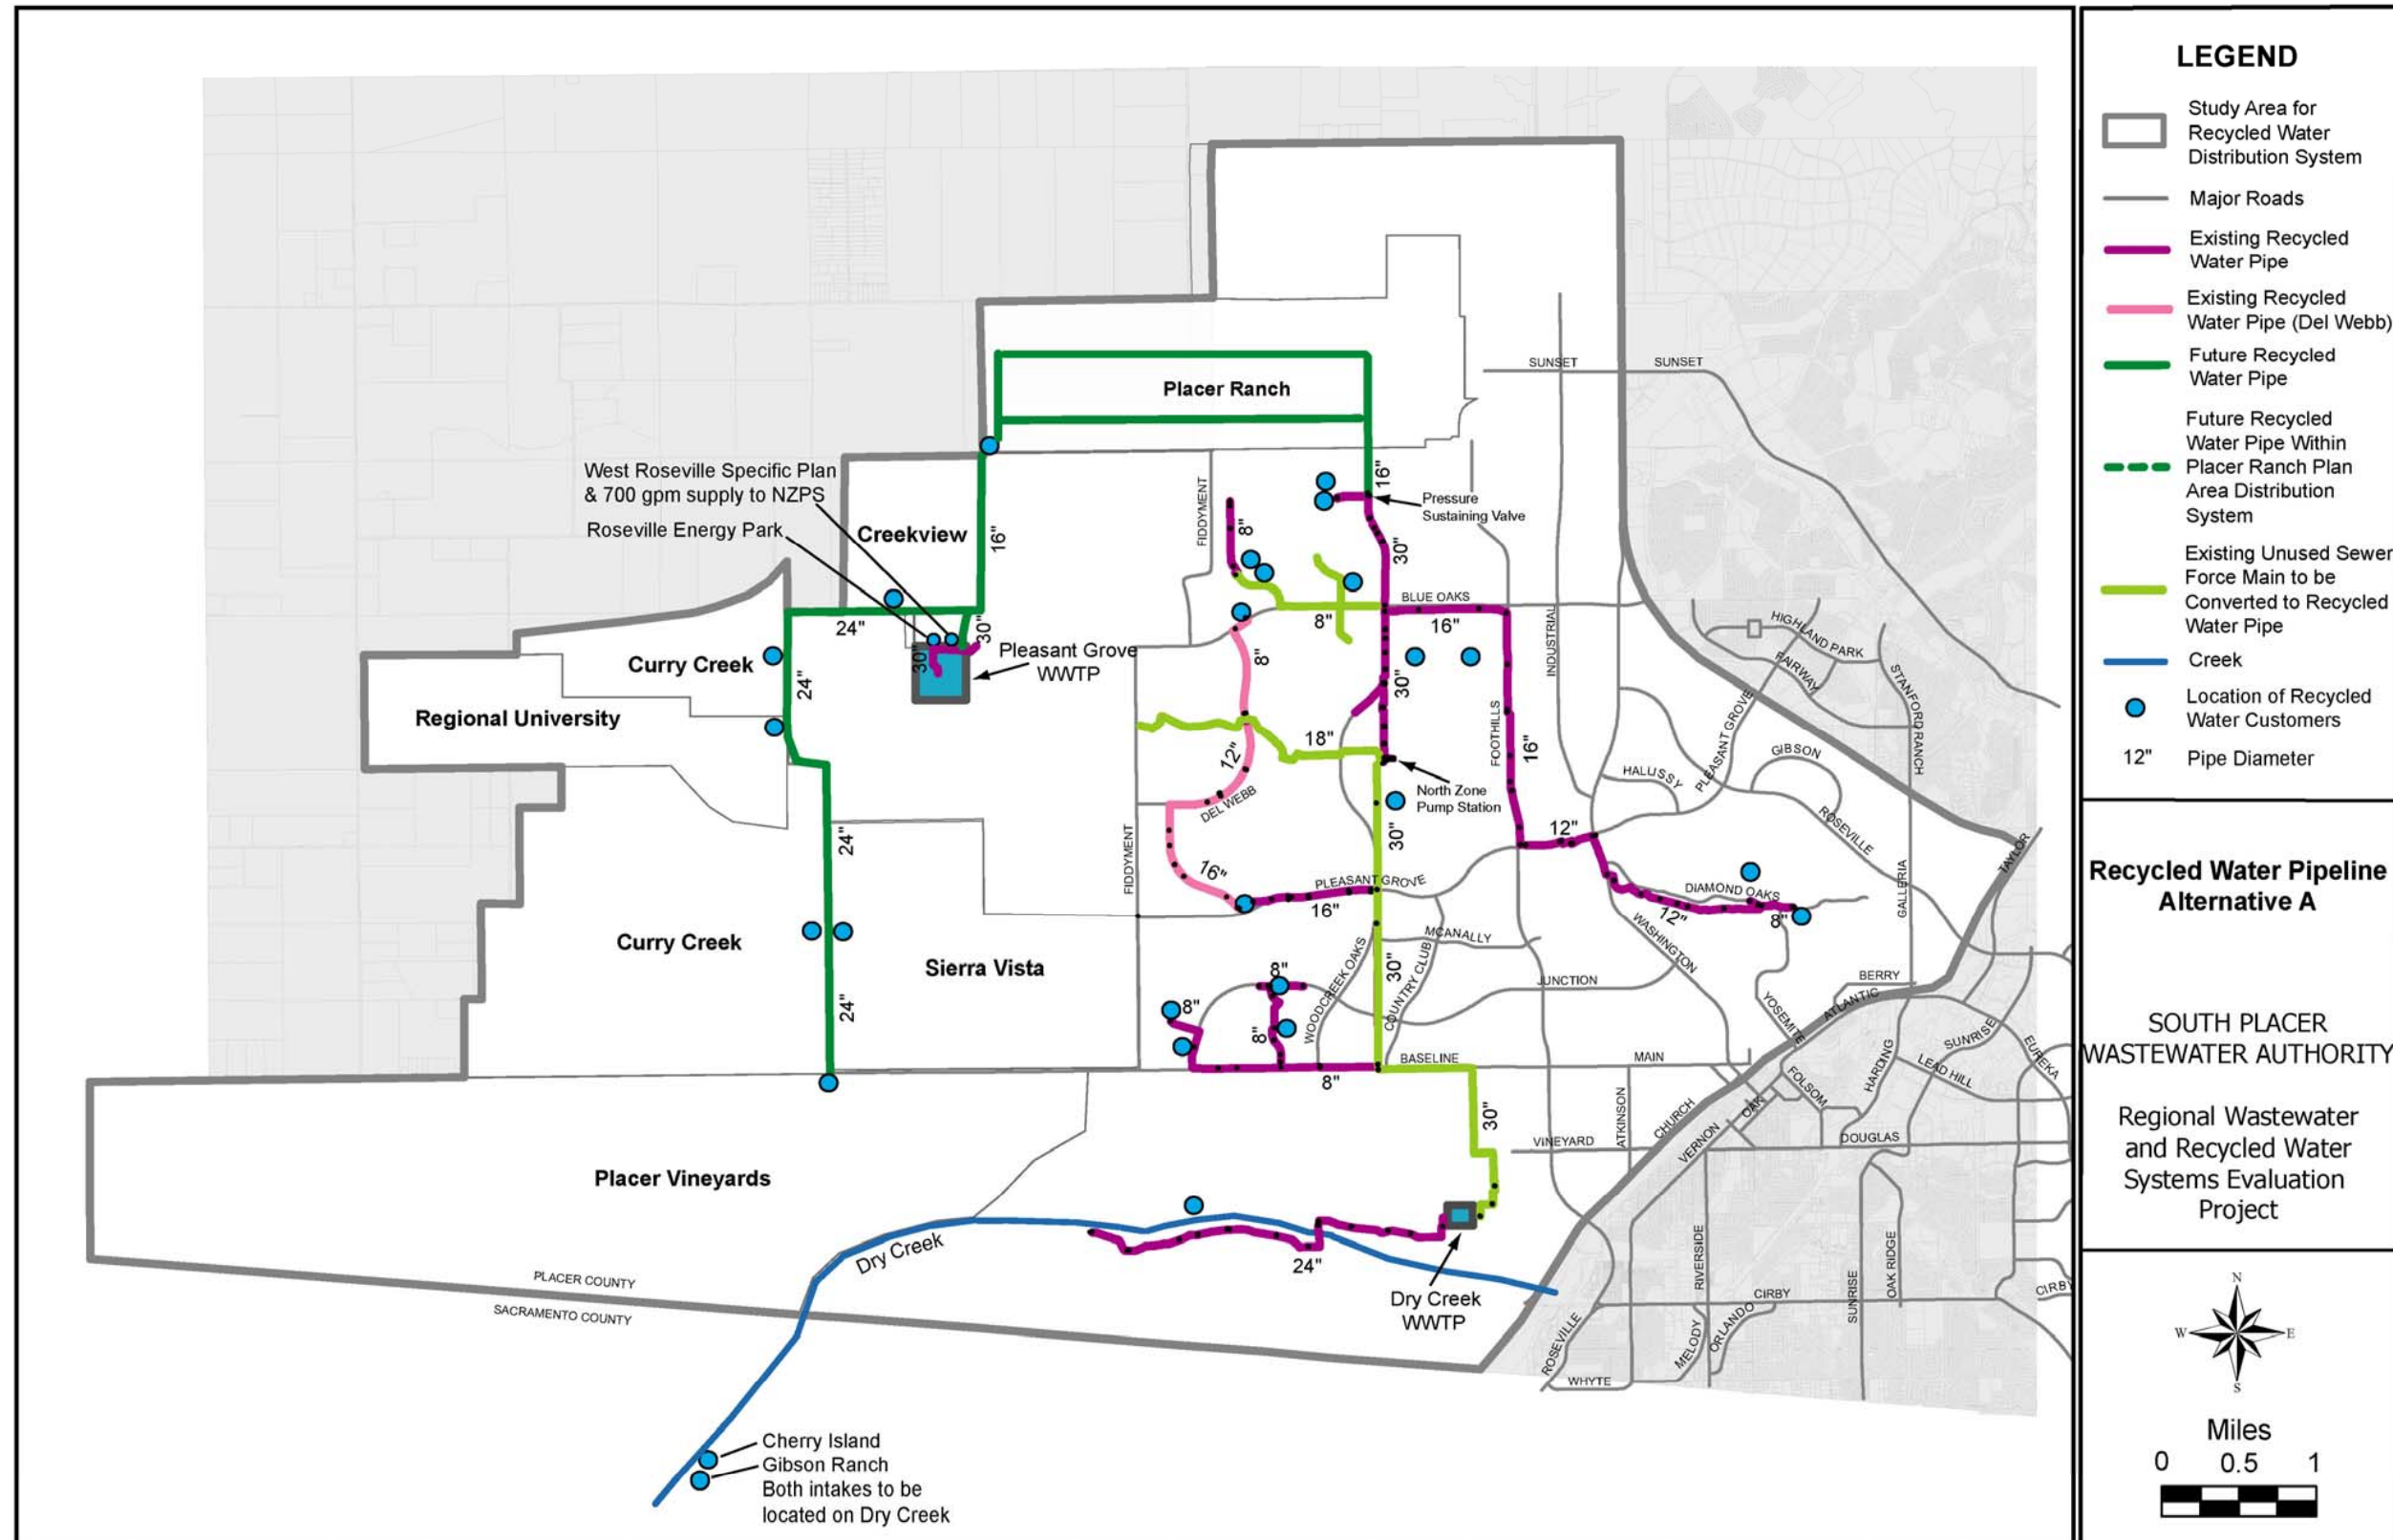 LEGEND
Study Area for
Recycled Water
Distribution System
Major Roads
Existing Recycled
Water Pipe
Existing Recycled
Water Pipe (Del Webb)
Future Recycled
Water Pipe
Future Recycled
Water Pipe Within
Placer Ranch Plan
Area Distribution
System
Existing Unused Sewer
Force Main to be
Converted to Recycled
Water Pipe
Creek
Location of Recycled
Water Customers
12" Pipe Diameter
Recycled Water Pipeline
Alternative A
SOUTH PLACER
WASTEWATER AUTHORITY
Regional Wastewater
and Recycled Water
Systems Evaluation
Project
N
W E
S
Miles
0 0.5 1
SUNSET SUNSET
Placer Ranch
West Roseville Specific Plan
& 700 gpm supply to NZPS
Roseville Energy Park
Creekview
16"
FIDDYMENT
8"
16"
Pressure
Sustaining Valve
30"
BLUE OAKS
8"
16"
24"
30"
30"
Pleasant Grove
WWTP
8"
30"
INDUSTRIAL
HIGHLAND PARK
FAIRWAY
STANFORD RANCH
Curry Creek
24"
Regional University
18"
12"
DEL WEBB
North Zone
Pump Station
FOOTHILLS
16"
PLEASANT GROVE
GIBSON
HALUSSY
ROSEVILLE
24"
FIDDYMENT
30"
12"
TAYLOR
16"
PLEASANT GROVE
16"
DIAMOND OAKS
12"
8"
GALLERIA
Curry Creek
Sierra Vista
MCANALLY
WASHINGTON
WOODCREEK OAKS
30"
COUNTRY CLUB
JUNCTION
BERRY
ATLANTIC
YOSEMITE
24"
8"
8"
8"
8"
BASELINE
MAIN
SUNRISE
EUREKA
HARDING
LEAD HILL
FOLSOM
OAK
30"
ATKINSON
CHURCH
VERNON
VINEYARD
DOUGLAS
Placer Vineyards
Dry Creek
24"
Dry Creek
WWTP
PLACER COUNTY
SACRAMENTO COUNTY
RIVERSIDE
SUNRISE
OAK RIDGE
CIRBY
CIRBY
ROSEVILLE
MELODY
ORLANDO
WHYTE
Cherry Island
Gibson Ranch
Both intakes to be
located on Dry Creek